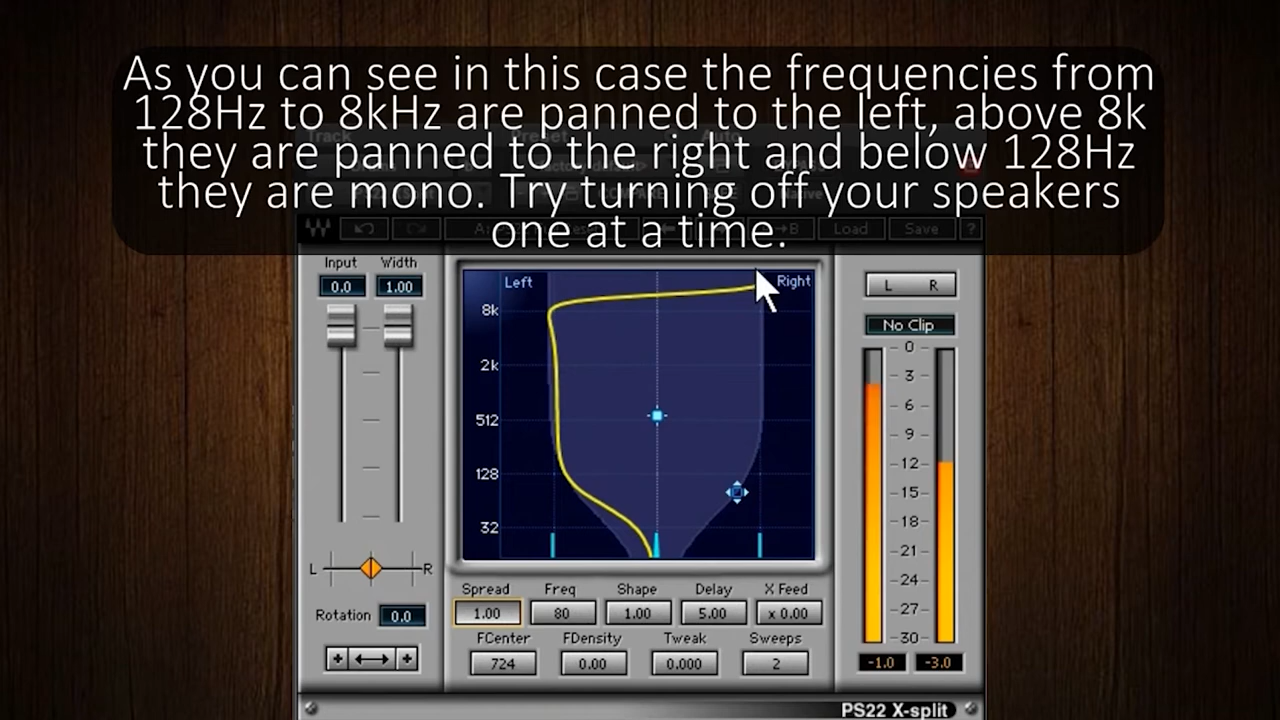 As you can see in this case the frequencies from
128Hz to 8kHz are panned to the left, above 8k
they are panned to the right and below 128Hz
they are mono. Try turning off your speakers
one at a time.
Track Preset Auto
Load Save ?
Input Width
0.0 1.00
Left Right
8k
2k
512
128
32
L R
Rotation 0.0
+ +
Spread Freq Shape Delay X Feed
1.00 80 1.00 5.00 x 0.00
FCenter FDensity Tweak Sweeps
724 0.00 0.000 2
L R
No Clip
0
3
6
9
12
15
18
21
24
27
30
-1.0 -3.0
PS22 X-split